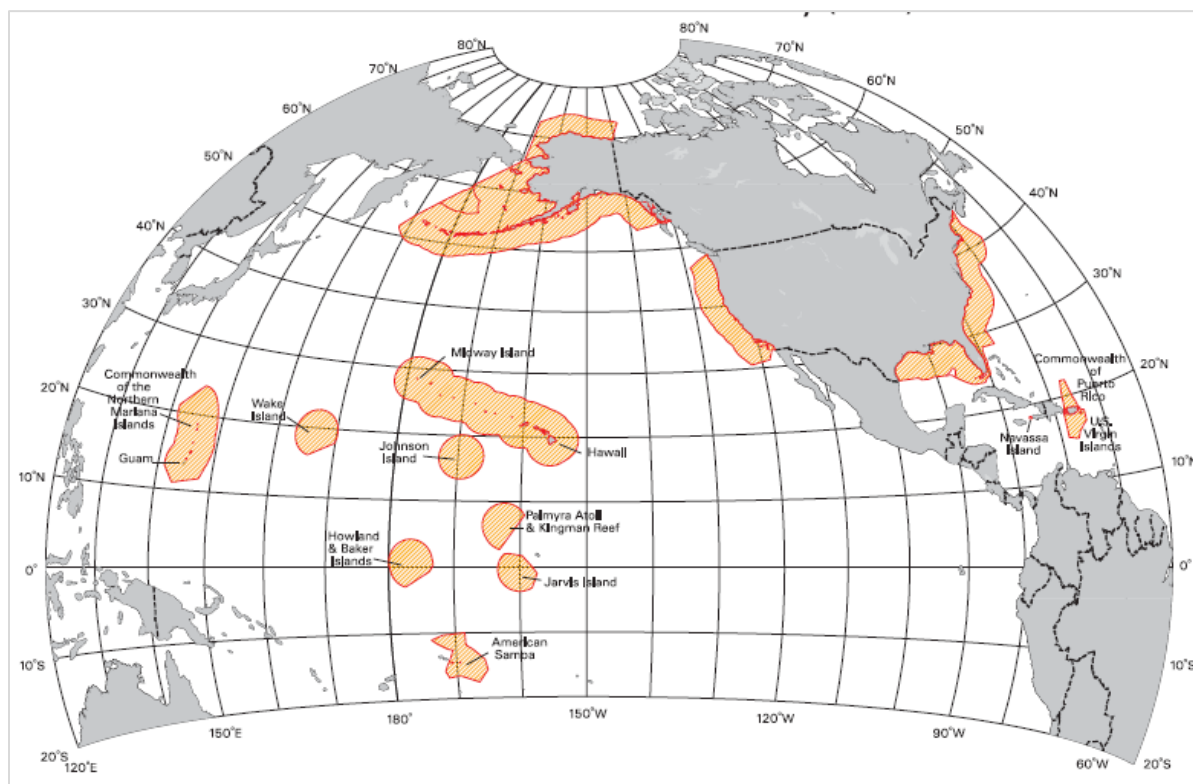 80°N
80°N
70°N
70°N
60°N
60°N
50°N
50°N
40°N
40°N
30°N
30°N
20°N
20°N
10°N
10°N
0°
0°
10°S
10°S
20°S
20°S
120°E
150°E
180°
150°W
120°W
90°W
60°W
Midway Island
Commonwealth
of the Northern
Mariana
Islands
Guam
Wake
Island
Johnson
Island
Hawaii
Palmyra Atoll
& Kingman Reef
Howland
& Baker
Islands
Jarvis Island
American
Samoa
Commonwealth
of
Puerto
Rico
Navassa
Island
U.S.
Virgin
Islands